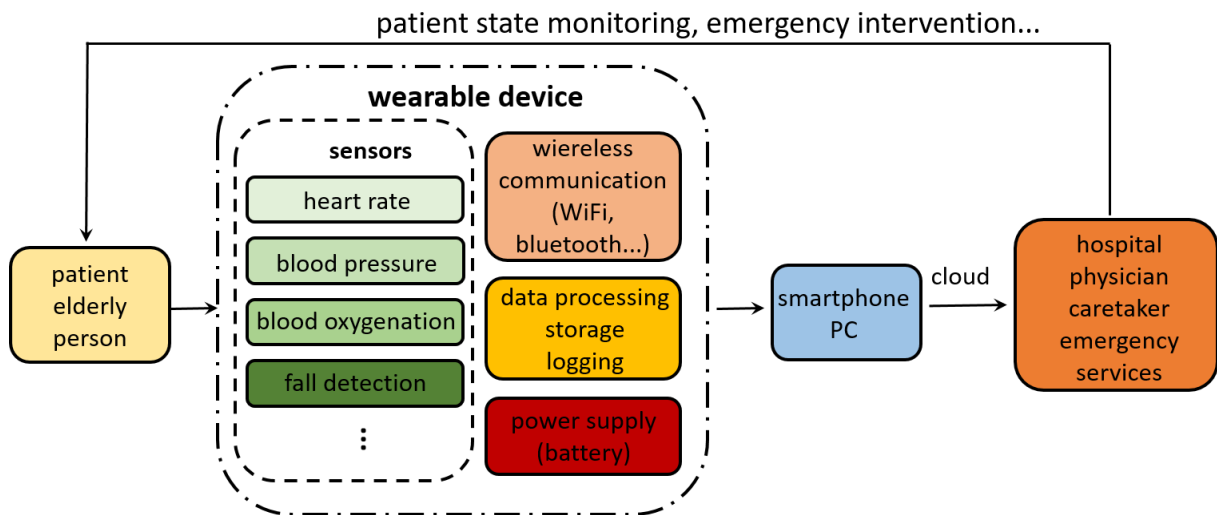 patient state monitoring, emergency intervention...
wearable device
sensors
heart rate
blood pressure
blood oxygenation
fall detection
⋮
wiereless
communication
(WiFi,
bluetooth...)
data processing
storage
logging
power supply
(battery)
patient
elderly
person
smartphone
PC
cloud
hospital
physician
caretaker
emergency
services